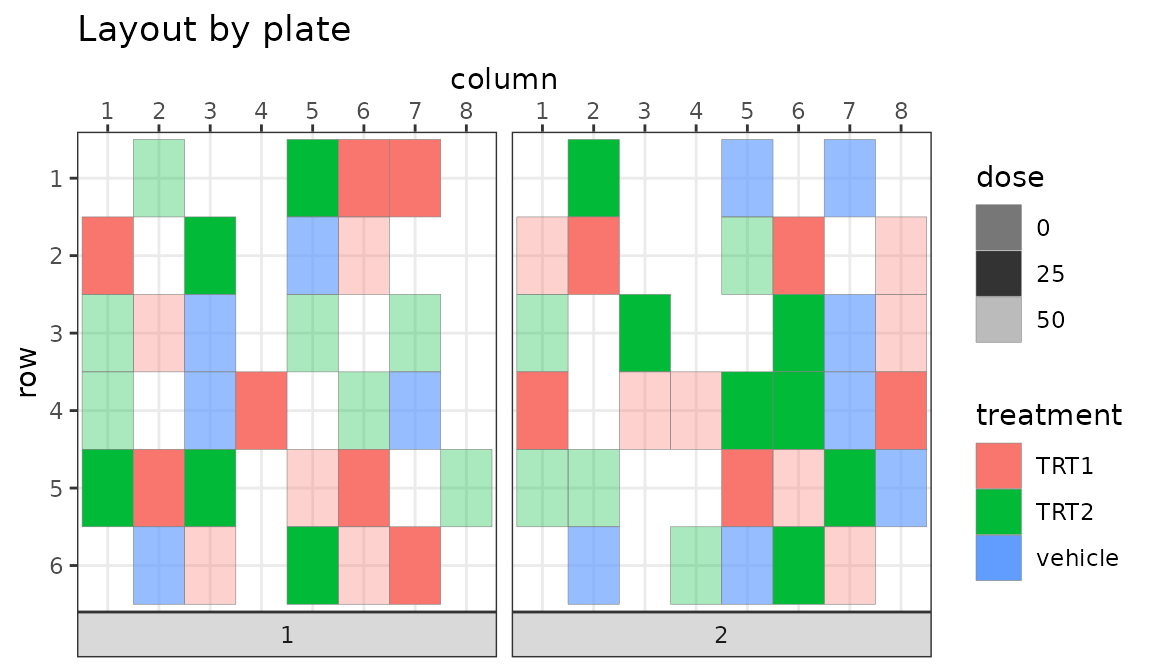 Layout by plate
column
1 2 3 4 5 6 7 8 1 2 3 4 5 6 7 8
row
1
2
3
4
5
6
1 2
dose
0
25
50
treatment
TRT1
TRT2
vehicle